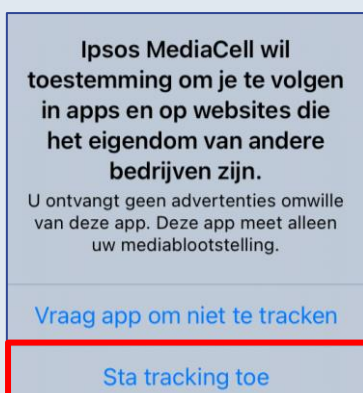 Ipsos MediaCell wil
toestemming om je te volgen
in apps en op websites die
het eigendom van andere
bedrijven zijn.
U ontvangt geen advertenties omwille
van deze app. Deze app meet alleen
uw mediablootstelling.
Vraag app om niet te tracken
Sta tracking toe